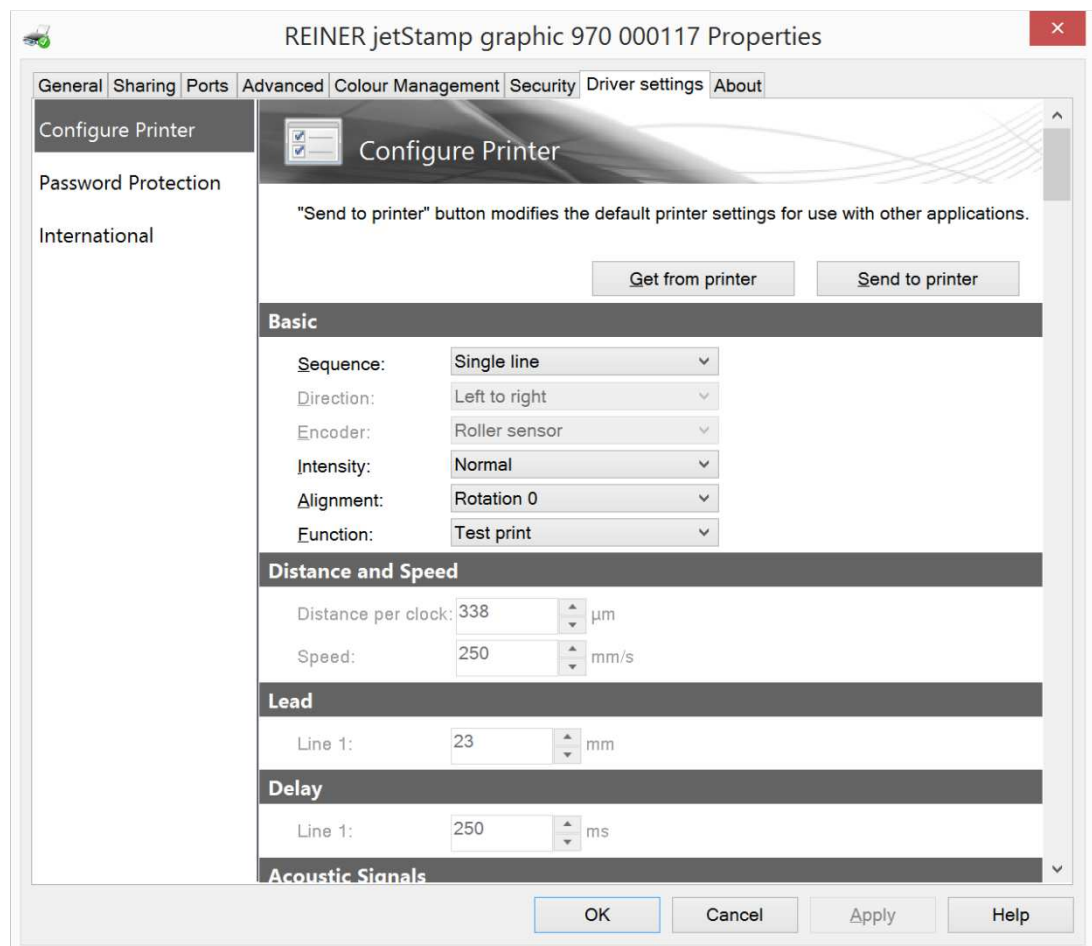 REINER jetStamp graphic 970 000117 Properties
General Sharing Ports Advanced Colour Management Security Driver settings About
Configure Printer
Password Protection
International
Configure Printer
"Send to printer" button modifies the default printer settings for use with other applications.
Get from printer Send to printer
Basic
Sequence: Single line
Direction: Left to right
Encoder: Roller sensor
Intensity: Normal
Alignment: Rotation 0
Function: Test print
Distance and Speed
Distance per clock: 338 µm
Speed: 250 mm/s
Lead
Line 1: 23 mm
Delay
Line 1: 250 ms
Acoustic Signals
OK Cancel Apply Help